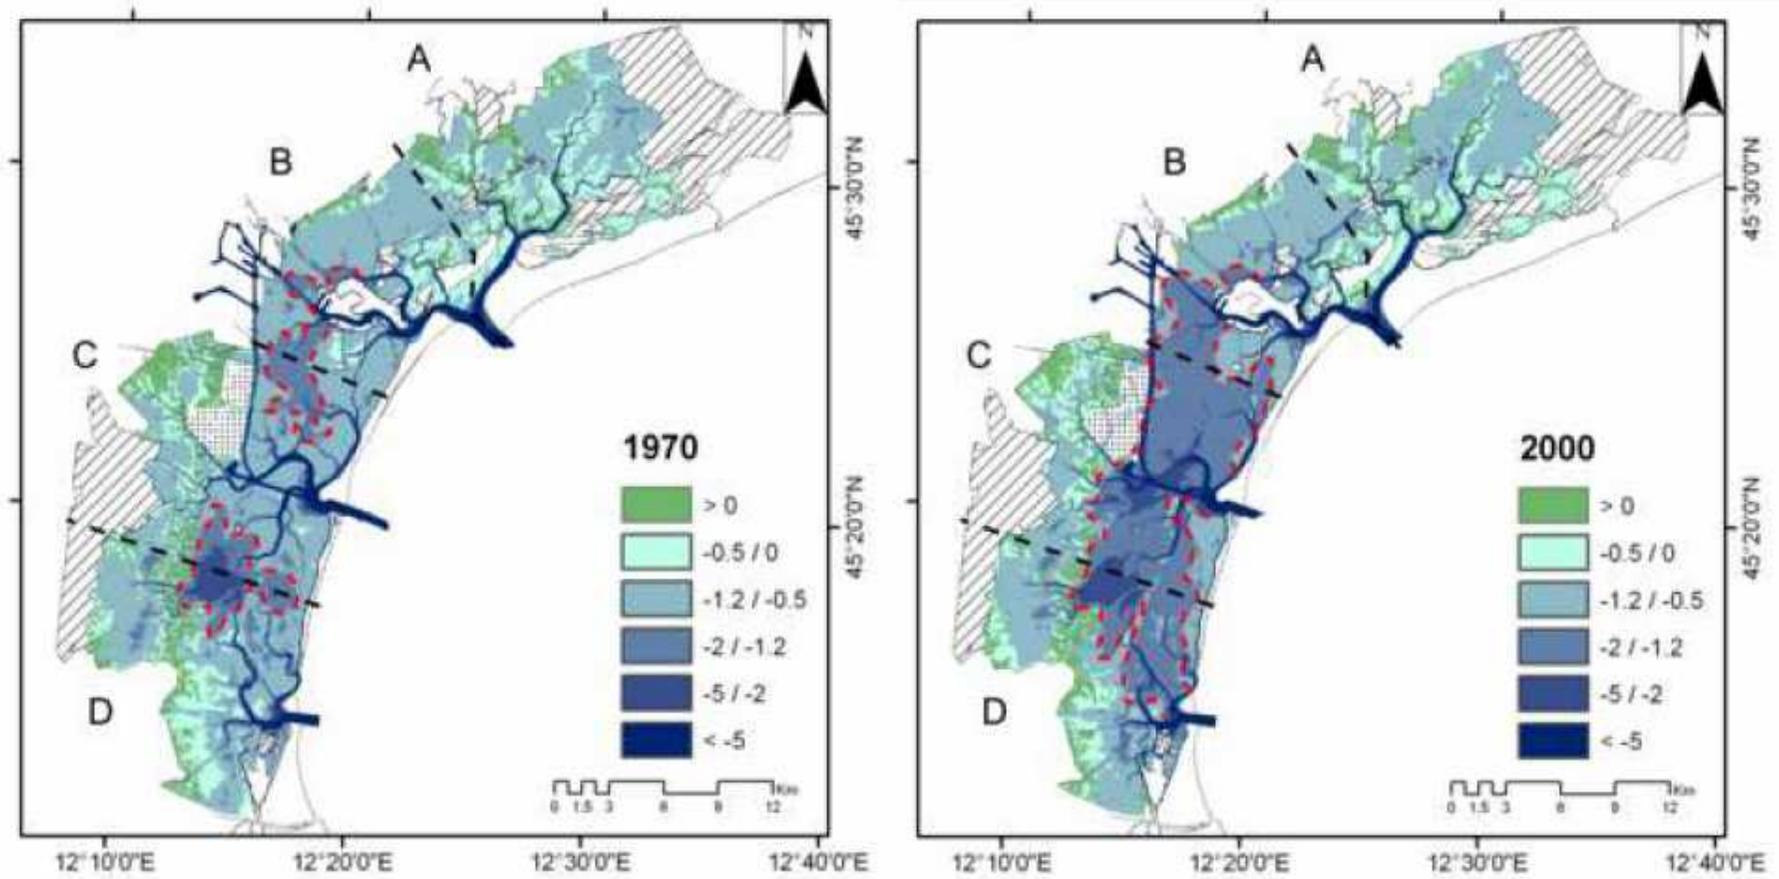 A
B
C
D
N
45°30'0"N
45°20'0"N
1970
> 0
-0.5 / 0
-1.2 / -0.5
-2 / -1.2
-5 / -2
< -5
0 1.5 3 6 9 12 Km
12°10'0"E 12°20'0"E 12°30'0"E 12°40'0"E
A
B
C
D
N
45°30'0"N
45°20'0"N
2000
> 0
-0.5 / 0
-1.2 / -0.5
-2 / -1.2
-5 / -2
< -5
0 1.5 3 6 9 12 Km
12°10'0"E 12°20'0"E 12°30'0"E 12°40'0"E